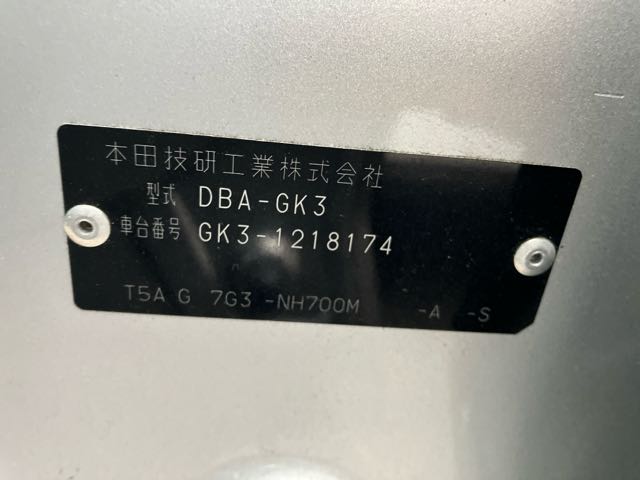 本田技研工業株式会社
型式 DBA-GK3
車台番号 GK3-1218174
T5A G 7G3 -NH700M -A -S